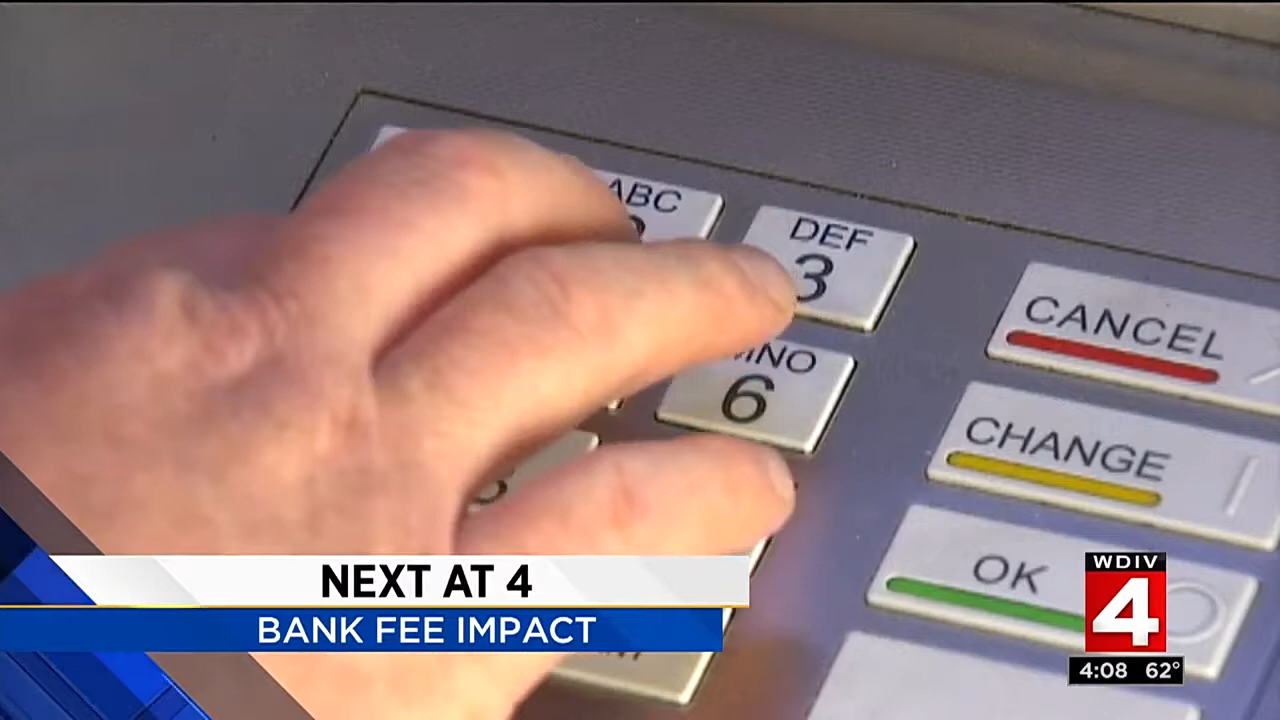 ABC
DEF
3
MNO
6
CANCEL
CHANGE
OK
NEXT AT 4
BANK FEE IMPACT
WDIV
4
4:08 62°